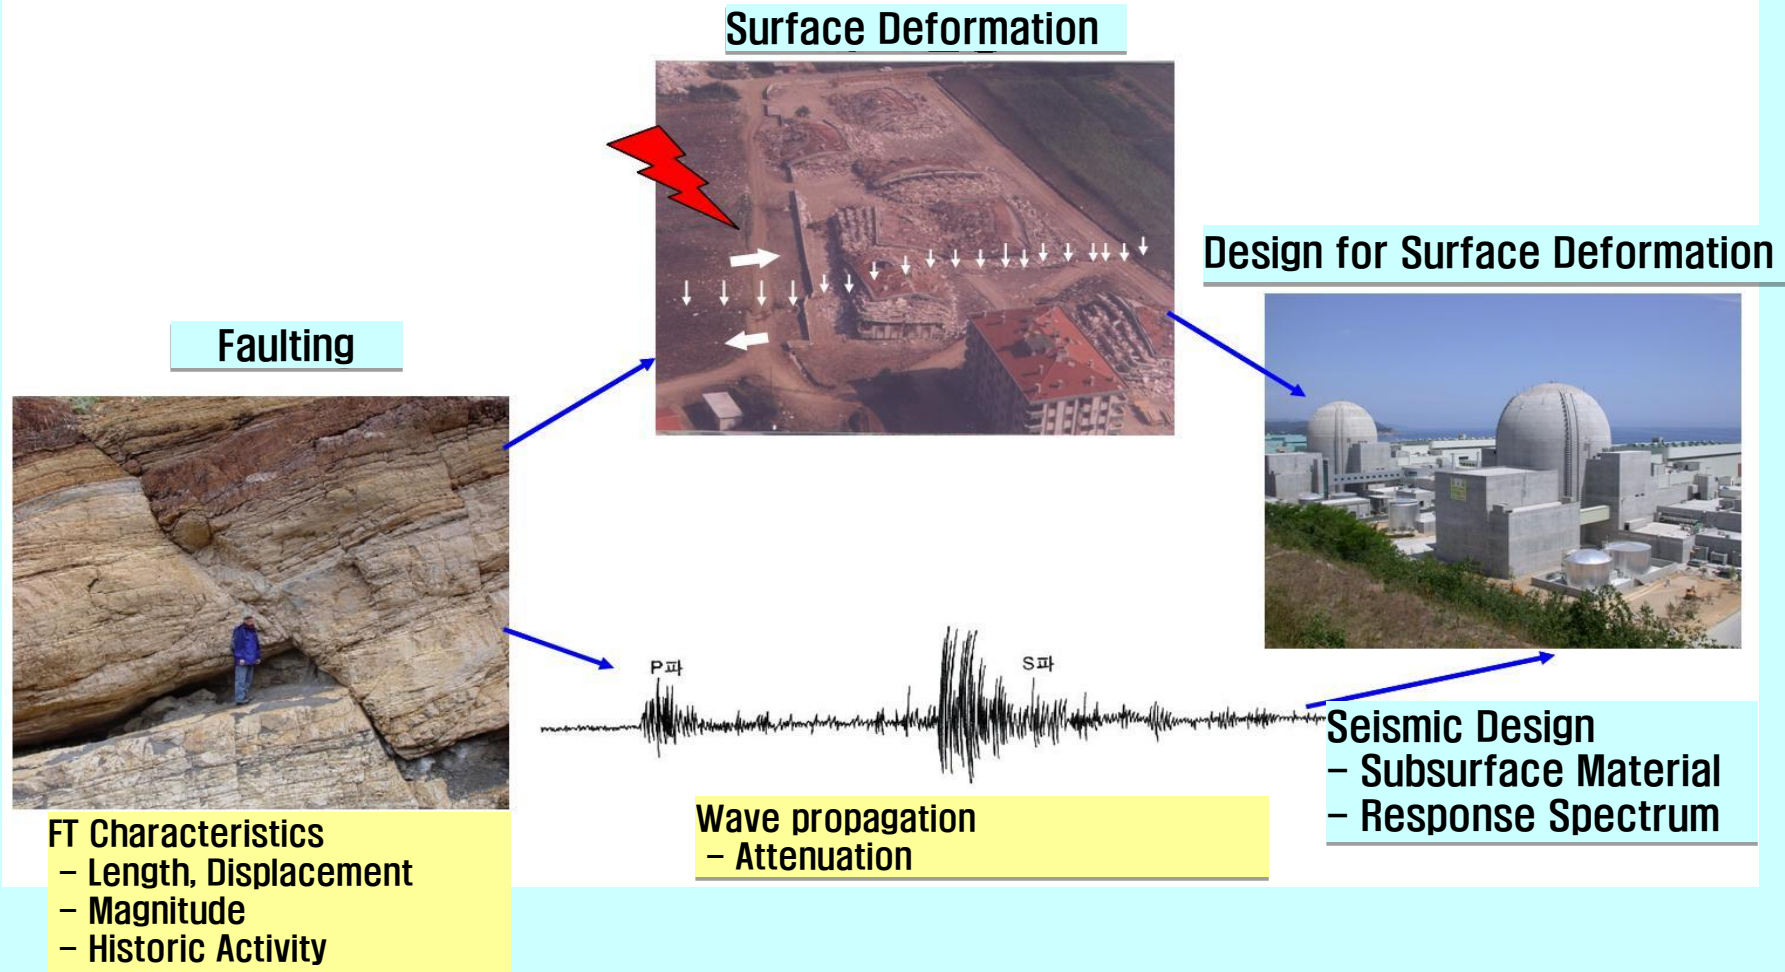 Surface Deformation
Design for Surface Deformation
Faulting
P파
S파
Seismic Design
– Subsurface Material
– Response Spectrum
Wave propagation
– Attenuation
FT Characteristics
– Length, Displacement
– Magnitude
– Historic Activity